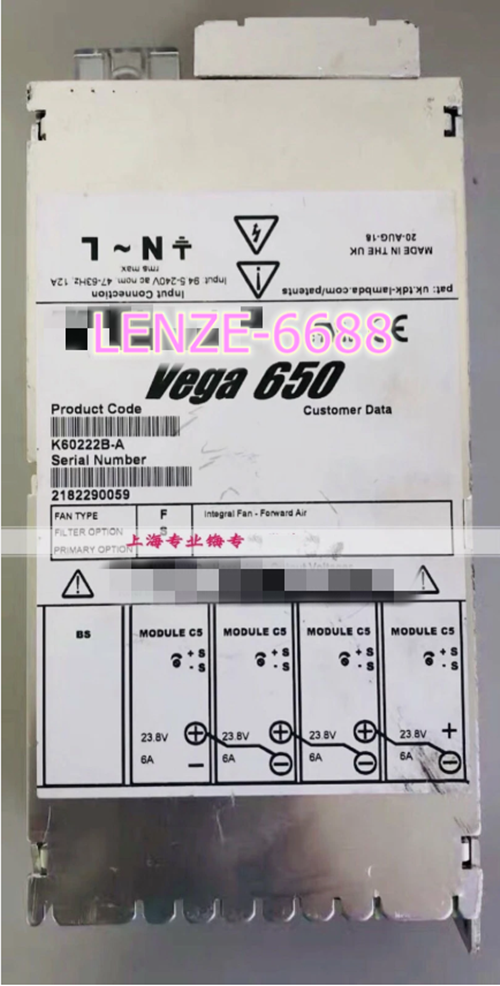 ⏚ N ~ L
Input Connection
Input 94.5-240V ac nom. 47-63Hz, 12A
rms max
MADE IN THE UK
20-AUG-18
pat: uk.tdk-lambda.com/patents
LENZE-6688
CE
Vega 650
Product Code
Customer Data
K60222B-A
Serial Number
2182290059
FAN TYPE F Integral Fan - Forward Air
FILTER OPTION S
PRIMARY OPTION
上海专业
BS
MODULE C5 MODULE C5 MODULE C5 MODULE C5
+ S + S + S + S
- S - S - S - S
23.8V + 23.8V + 23.8V + 23.8V +
6A − 6A − 6A − 6A −